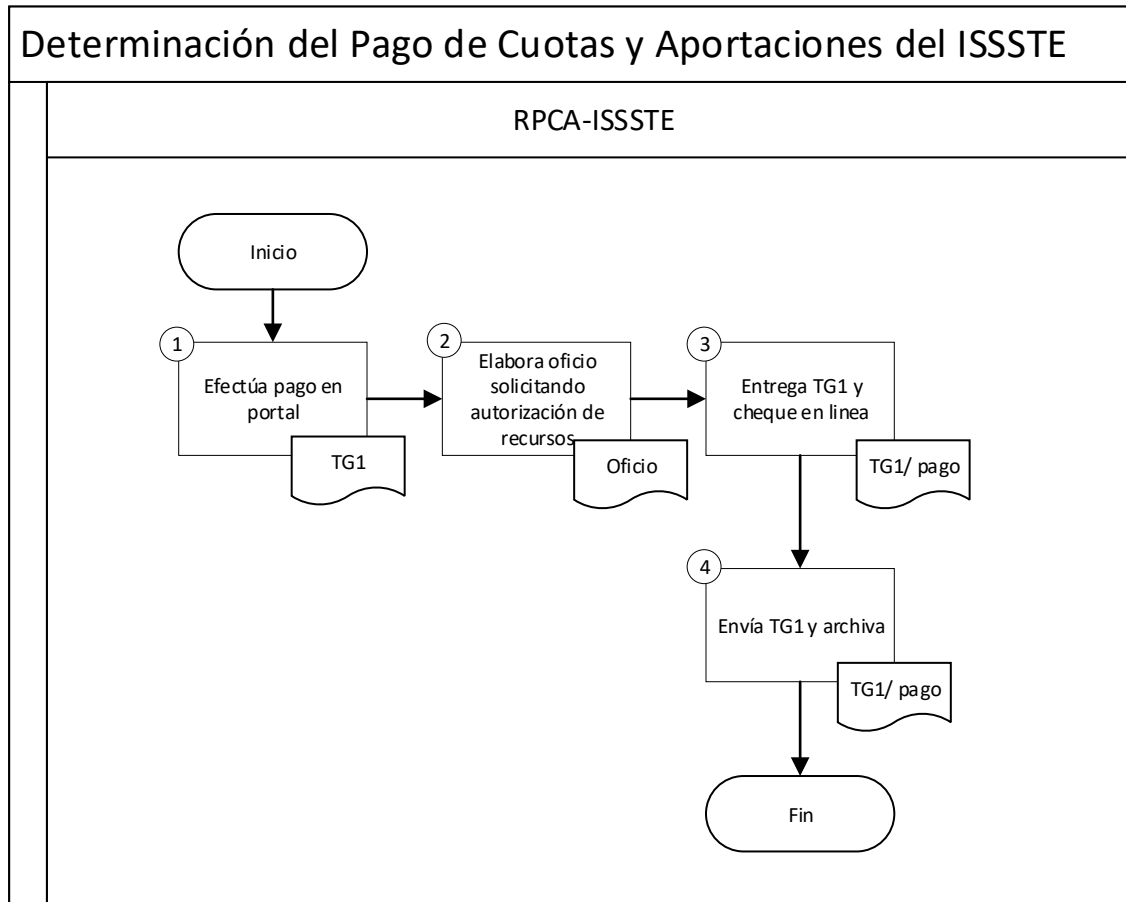 Determinación del Pago de Cuotas y Aportaciones del ISSSTE
RPCA-ISSSTE
Inicio
1
Efectúa pago en
portal
TG1
2
Elabora oficio
solicitando
autorización de
recursos
Oficio
3
Entrega TG1 y
cheque en linea
TG1/ pago
4
Envía TG1 y archiva
TG1/ pago
Fin